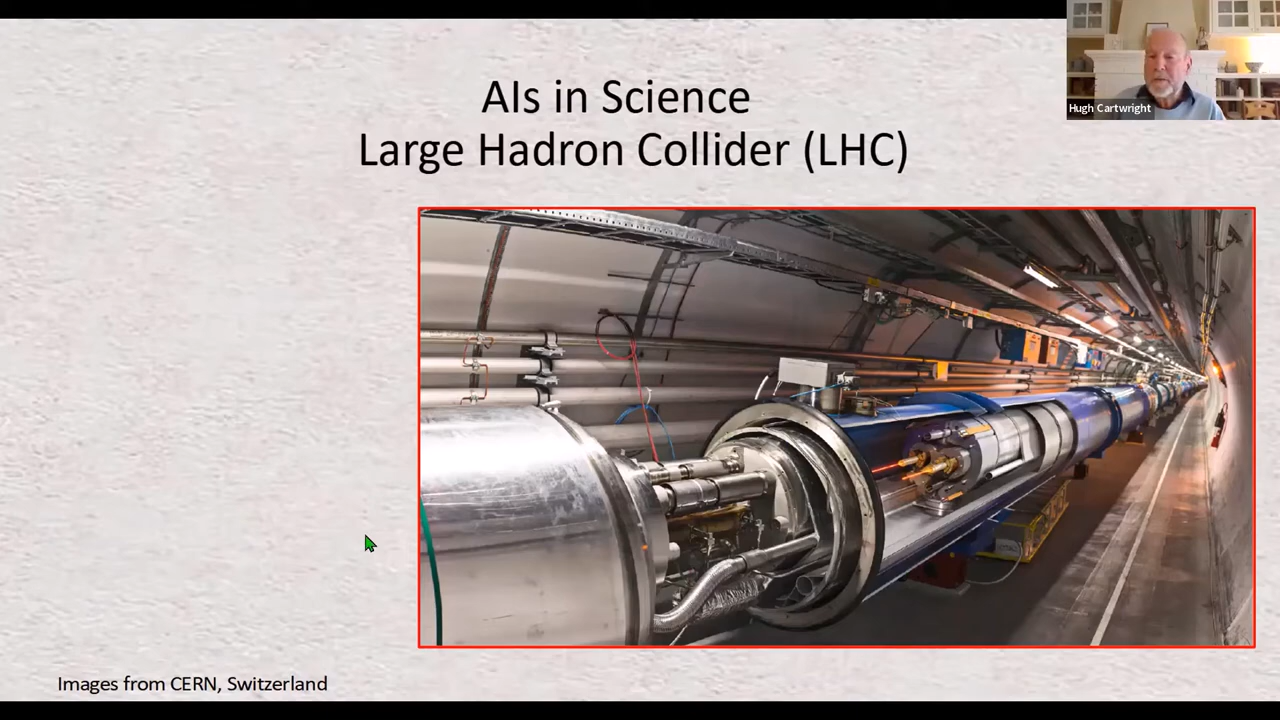 AIs in Science
Large Hadron Collider (LHC)
Hugh Cartwright
Images from CERN, Switzerland